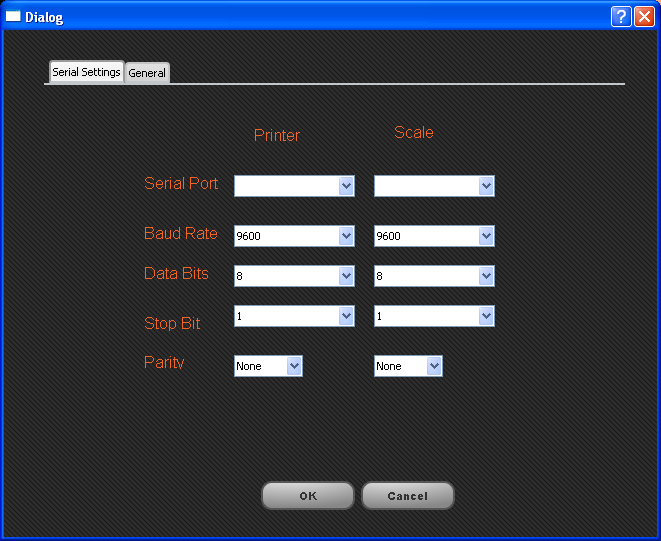 Dialog
Serial Settings General
Printer Scale
Serial Port
Baud Rate 9600 9600
Data Bits 8 8
Stop Bit 1 1
Parity None None
OK Cancel